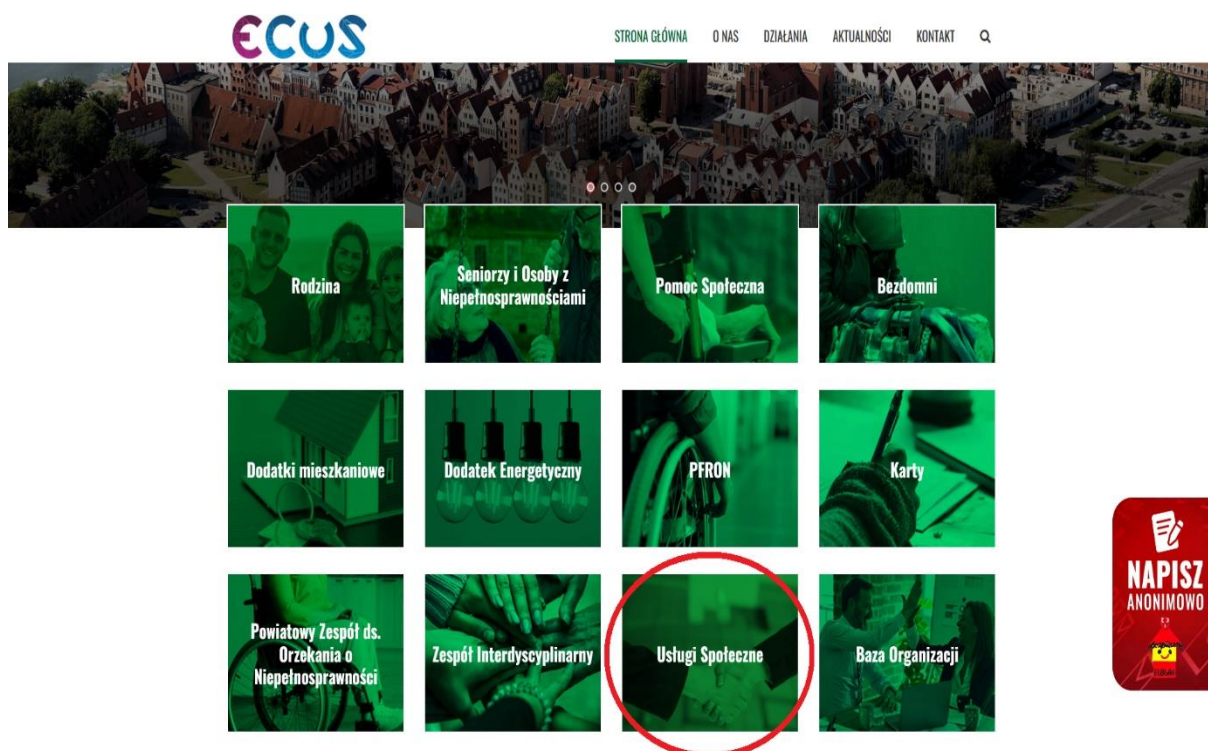 ECUS
STRONA GŁÓWNA O NAS DZIAŁANIA AKTUALNOŚCI KONTAKT
Rodzina
Seniorzy i Osoby z
Niepełnosprawnościami
Pomoc Społeczna
Bezdomni
Dodatki mieszkaniowe
Dodatek Energetyczny
PFRON
Karty
NAPISZ
ANONIMOWO
Powiatowy Zespół ds.
Orzekania o
Niepełnosprawności
Zespół Interdyscyplinarny
Usługi Społeczne
Baza Organizacji